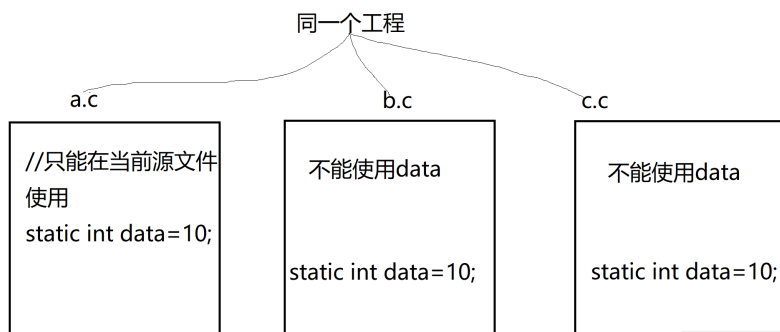 同一个工程
a.c
b.c
c.c
//只能在当前源文件
使用
static int data=10;
不能使用data
static int data=10;
不能使用data
static int data=10;